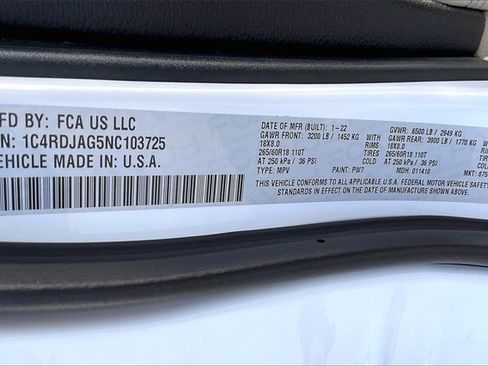 FD BY: FCA US LLC
N: 1C4RDJAG5NC103725
VEHICLE MADE IN: U.S.A.
DATE OF MFR (BUILT): 1-22 GVWR: 6500 LB / 2949 KG
GAWR FRONT: 3200 LB / 1452 KG WITH GAWR REAR: 3900 LB / 1770 KG
18X8.0 RIMS 18X8.0
265/60R18 110T TIRES 265/60R18 110T
AT 250 kPa / 36 PSI COLD AT 250 kPa / 36 PSI
TYPE: MPV PAINT: PW7 MDH: 011410 MKT: 875
THIS VEHICLE CONFORMS TO ALL APPLICABLE U.S.A. FEDERAL MOTOR VEHICLE SAFETY
STANDARDS IN EFFECT ON THE DATE OF MANUFACTURE SHOWN ABOVE.